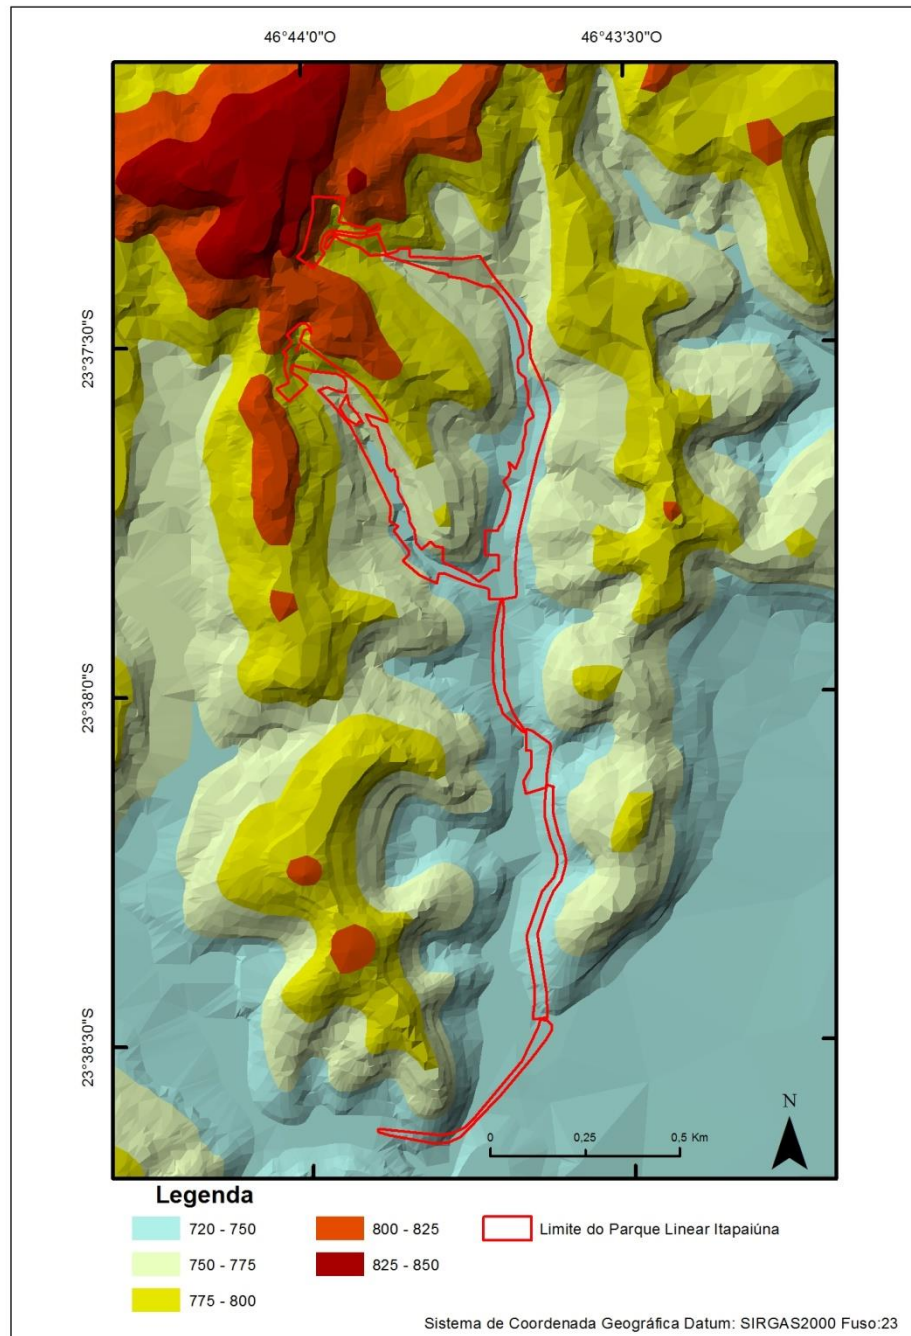 46°44'0"O
46°43'30"O
23°37'30"S
23°38'0"S
23°38'30"S
N
0 0,25 0,5 Km
Legenda
720 - 750
750 - 775
775 - 800
800 - 825
825 - 850
Limite do Parque Linear Itapaiúna
Sistema de Coordenada Geográfica Datum: SIRGAS2000 Fuso:23